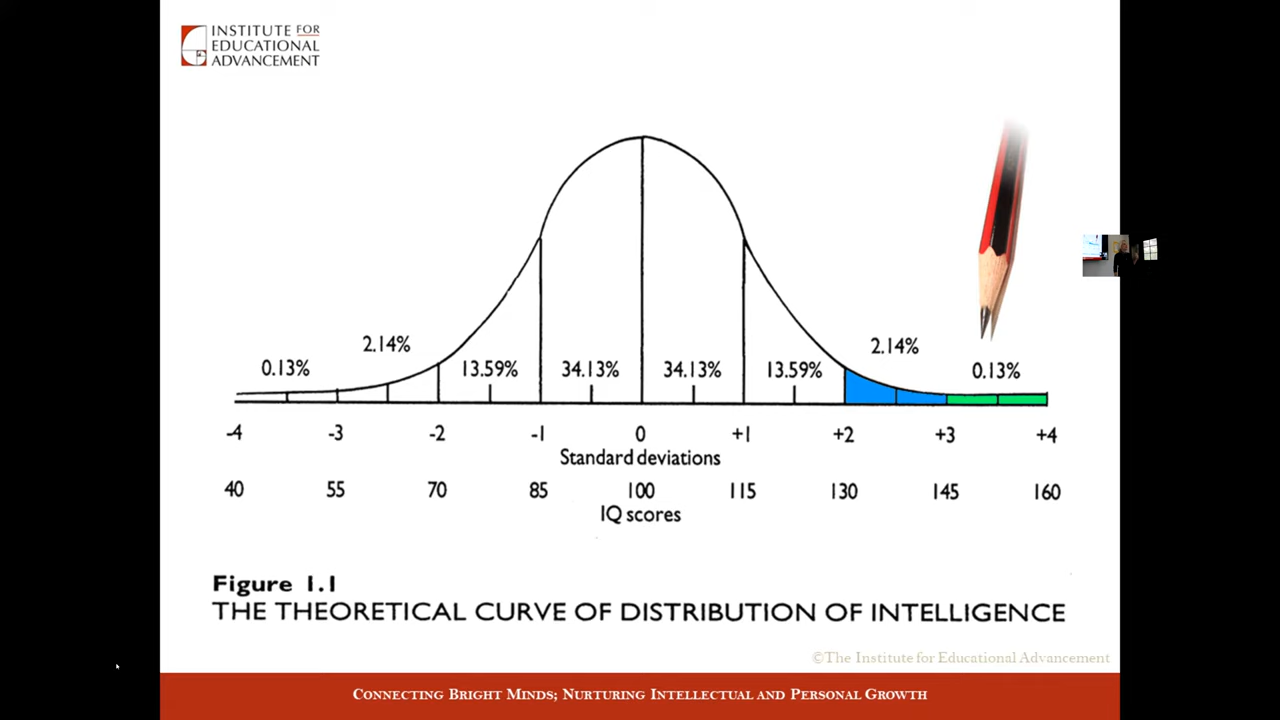 INSTITUTE FOR
EDUCATIONAL
ADVANCEMENT
2.14% 2.14%
0.13% 13.59% 34.13% 34.13% 13.59% 0.13%
-4 -3 -2 -1 0 +1 +2 +3 +4
Standard deviations
40 55 70 85 100 115 130 145 160
IQ scores
Figure 1.1
THE THEORETICAL CURVE OF DISTRIBUTION OF INTELLIGENCE
©The Institute for Educational Advancement
CONNECTING BRIGHT MINDS; NURTURING INTELLECTUAL AND PERSONAL GROWTH